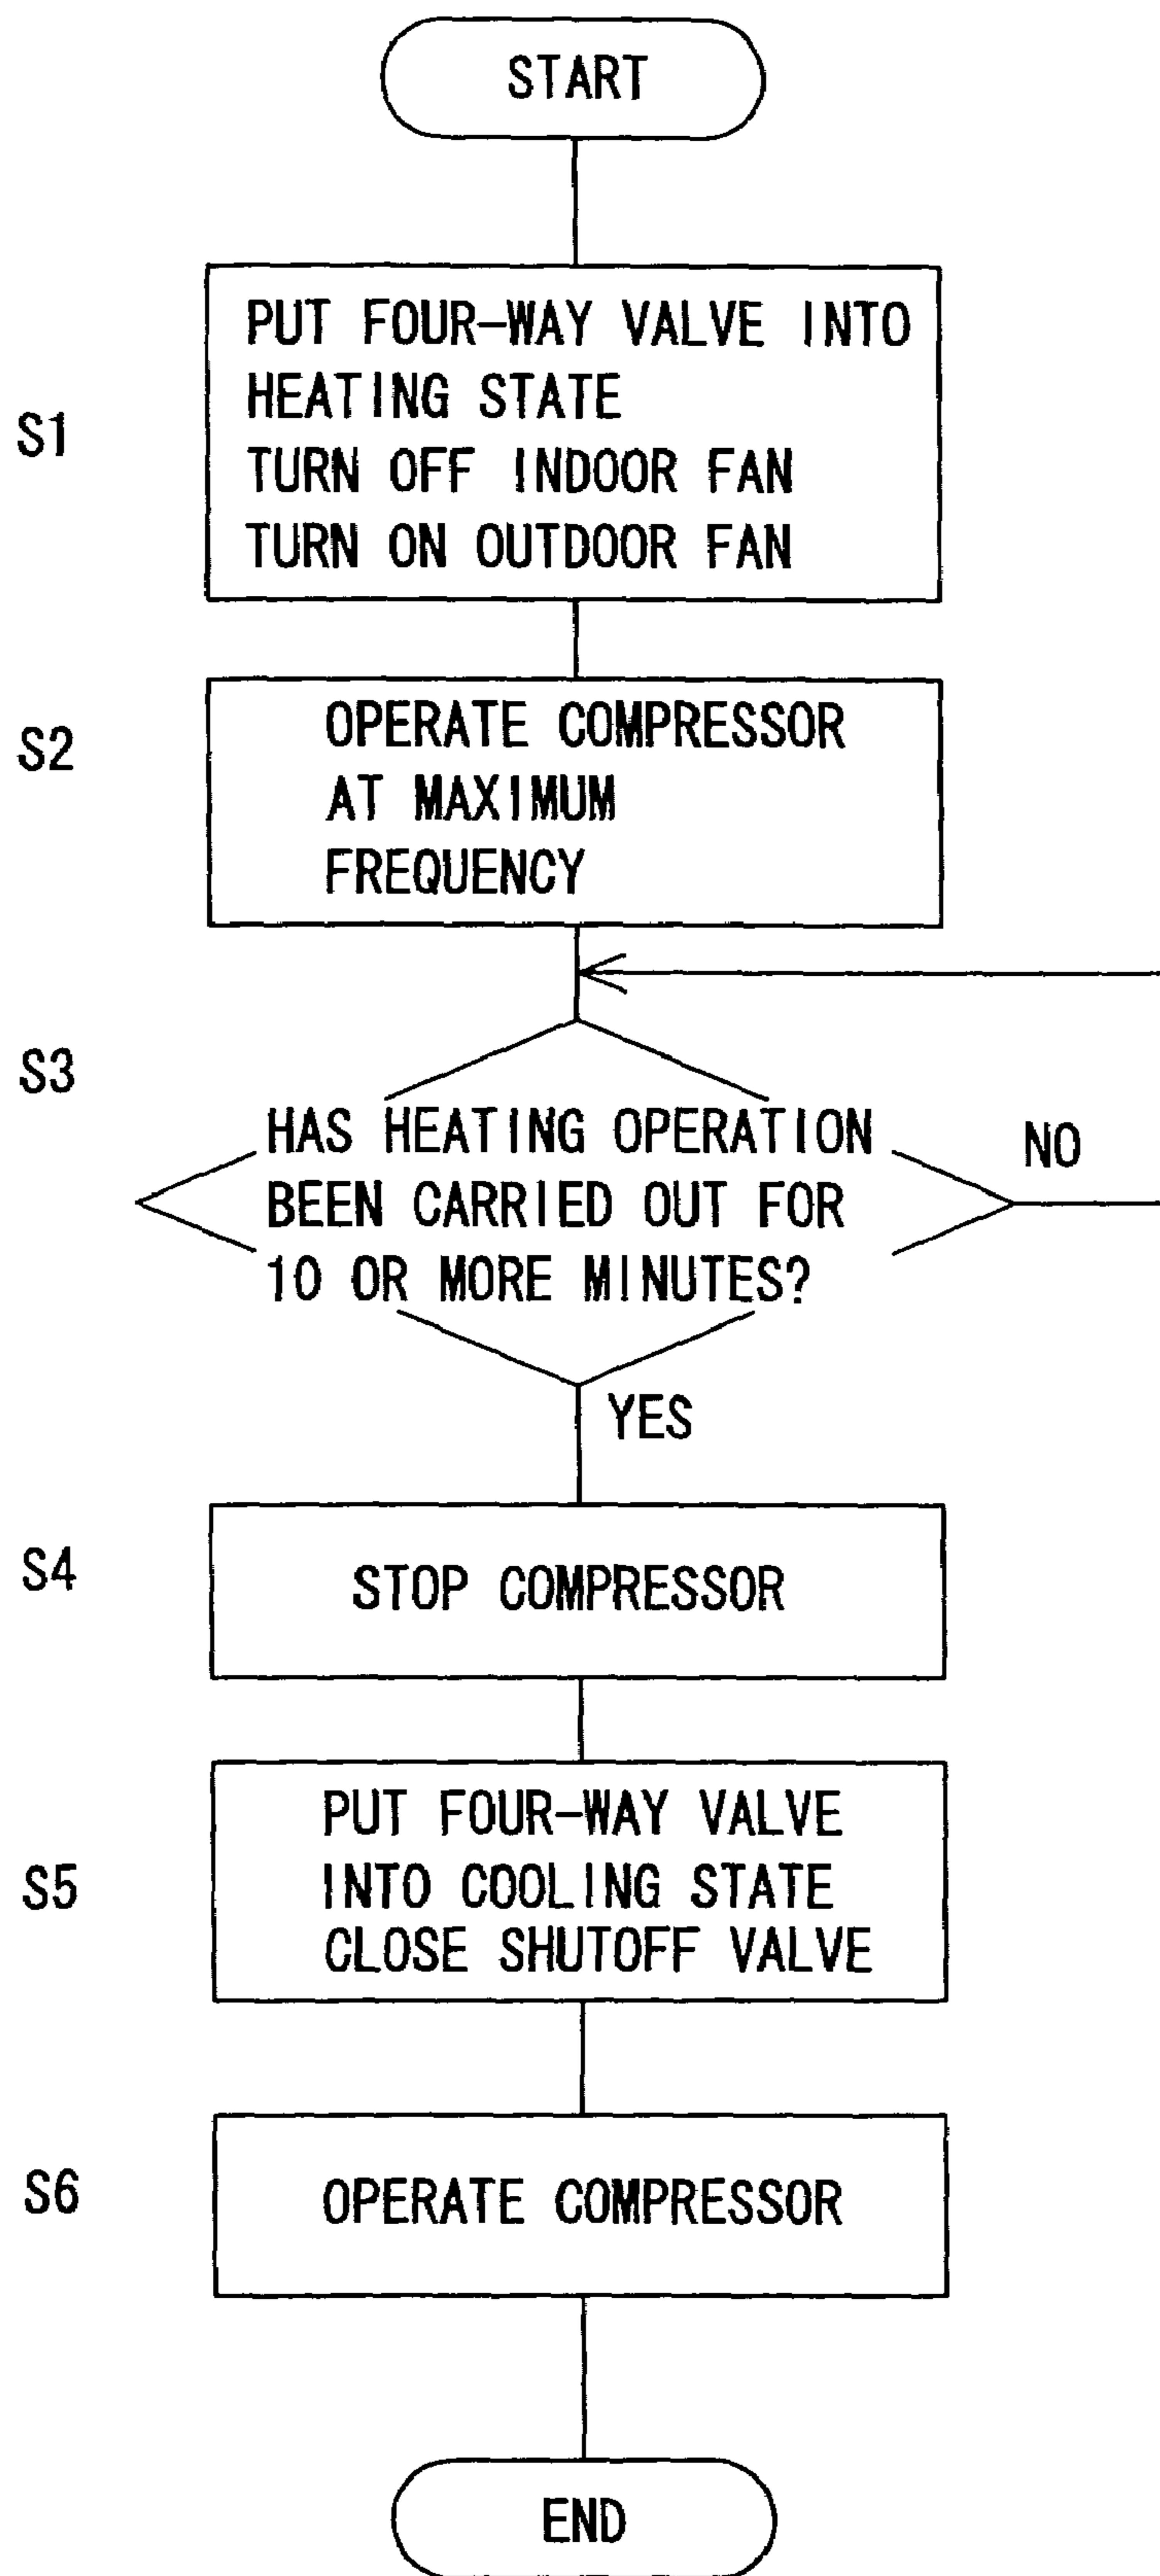 START
S1
PUT FOUR-WAY VALVE INTO
HEATING STATE
TURN OFF INDOOR FAN
TURN ON OUTDOOR FAN
S2
OPERATE COMPRESSOR
AT MAXIMUM
FREQUENCY
S3
HAS HEATING OPERATION
BEEN CARRIED OUT FOR
10 OR MORE MINUTES?
NO
YES
S4
STOP COMPRESSOR
S5
PUT FOUR-WAY VALVE
INTO COOLING STATE
CLOSE SHUTOFF VALVE
S6
OPERATE COMPRESSOR
END